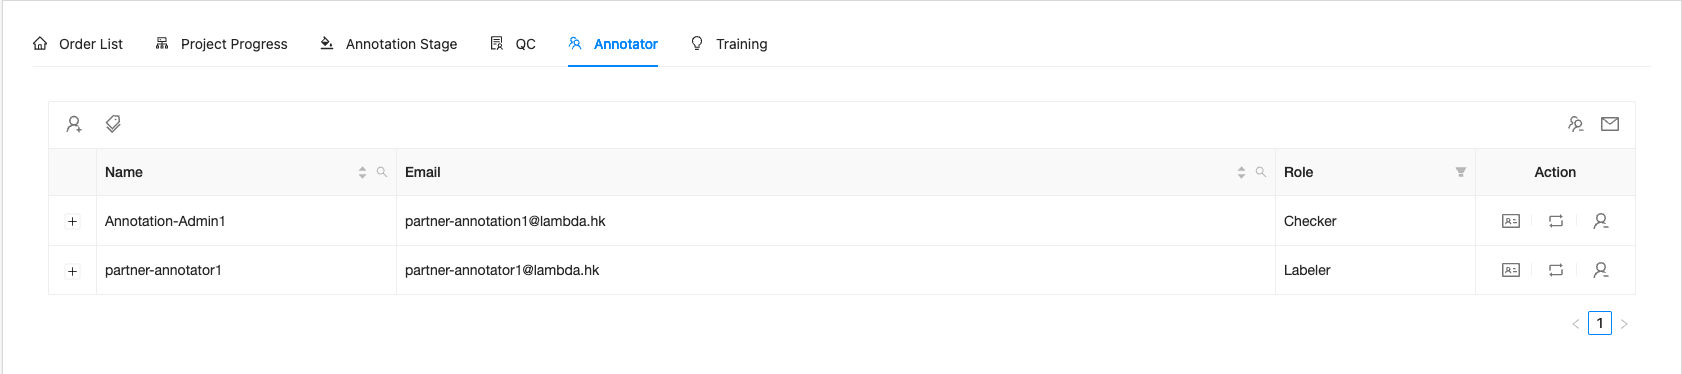 Order List Project Progress Annotation Stage QC Annotator Training
Name Email Role Action
Annotation-Admin1 partner-annotation1@lambda.hk Checker
partner-annotator1 partner-annotator1@lambda.hk Labeler
1